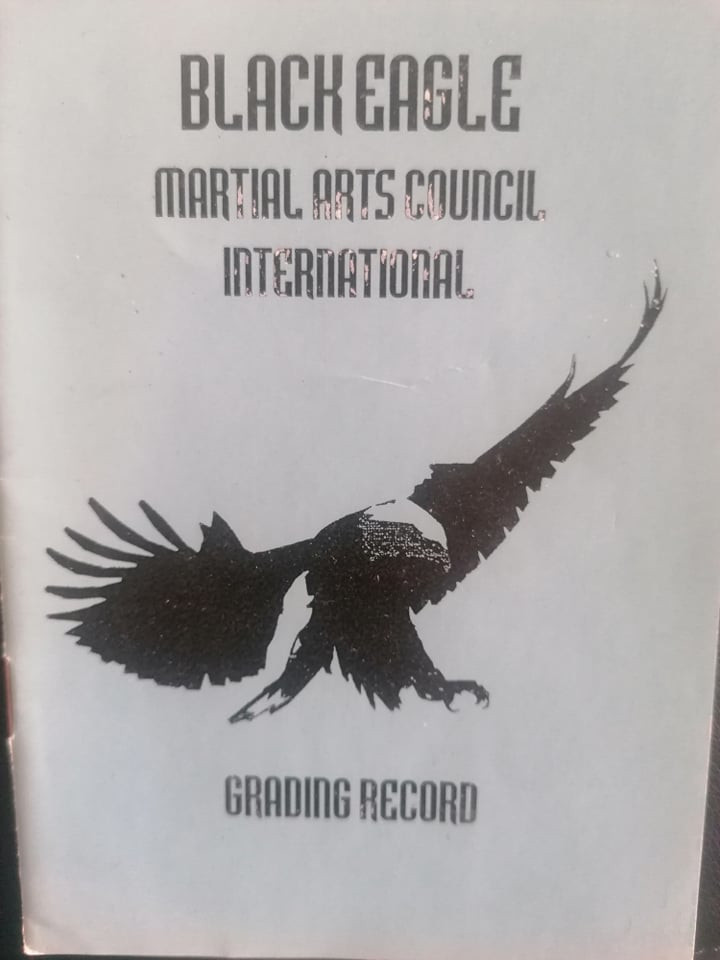 BLACK EAGLE
MARTIAL ARTS COUNCIL
INTERNATIONAL
GRADING RECORD